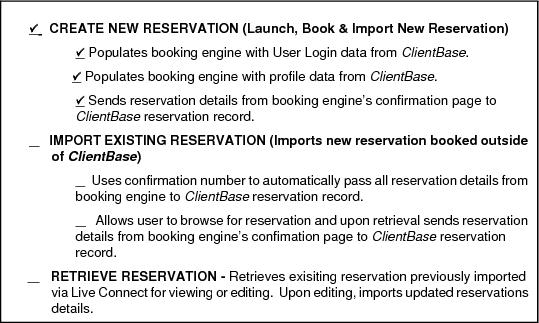 ✓ CREATE NEW RESERVATION (Launch, Book & Import New Reservation)
✓ Populates booking engine with User Login data from ClientBase.
✓ Populates booking engine with profile data from ClientBase.
✓ Sends reservation details from booking engine's confirmation page to
ClientBase reservation record.
_ IMPORT EXISTING RESERVATION (Imports new reservation booked outside
of ClientBase)
_ Uses confirmation number to automatically pass all reservation details from
booking engine to ClientBase reservation record.
_ Allows user to browse for reservation and upon retrieval sends reservation
details from booking engine's confimation page to ClientBase reservation
record.
_ RETRIEVE RESERVATION - Retrieves exisiting reservation previously imported
via Live Connect for viewing or editing. Upon editing, imports updated reservations
details.